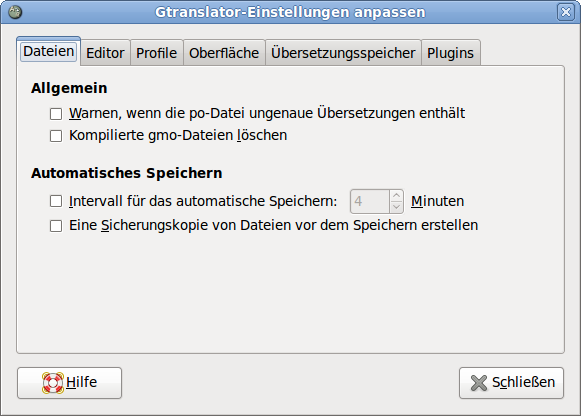 Gtranslator-Einstellungen anpassen
Dateien Editor Profile Oberfläche Übersetzungsspeicher Plugins
Allgemein
Warnen, wenn die po-Datei ungenaue Übersetzungen enthält
Kompilierte gmo-Dateien löschen
Automatisches Speichern
Intervall für das automatische Speichern: 4 Minuten
Eine Sicherungskopie von Dateien vor dem Speichern erstellen
Hilfe Schließen